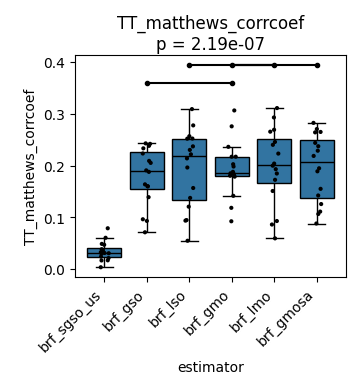 TT_matthews_corrcoef
p = 2.19e-07
TT_matthews_corrcoef
0.4
0.3
0.2
0.1
0.0
brf_sgso_us
brf_gso
brf_lso
brf_gmo
brf_lmo
brf_gmosa
estimator